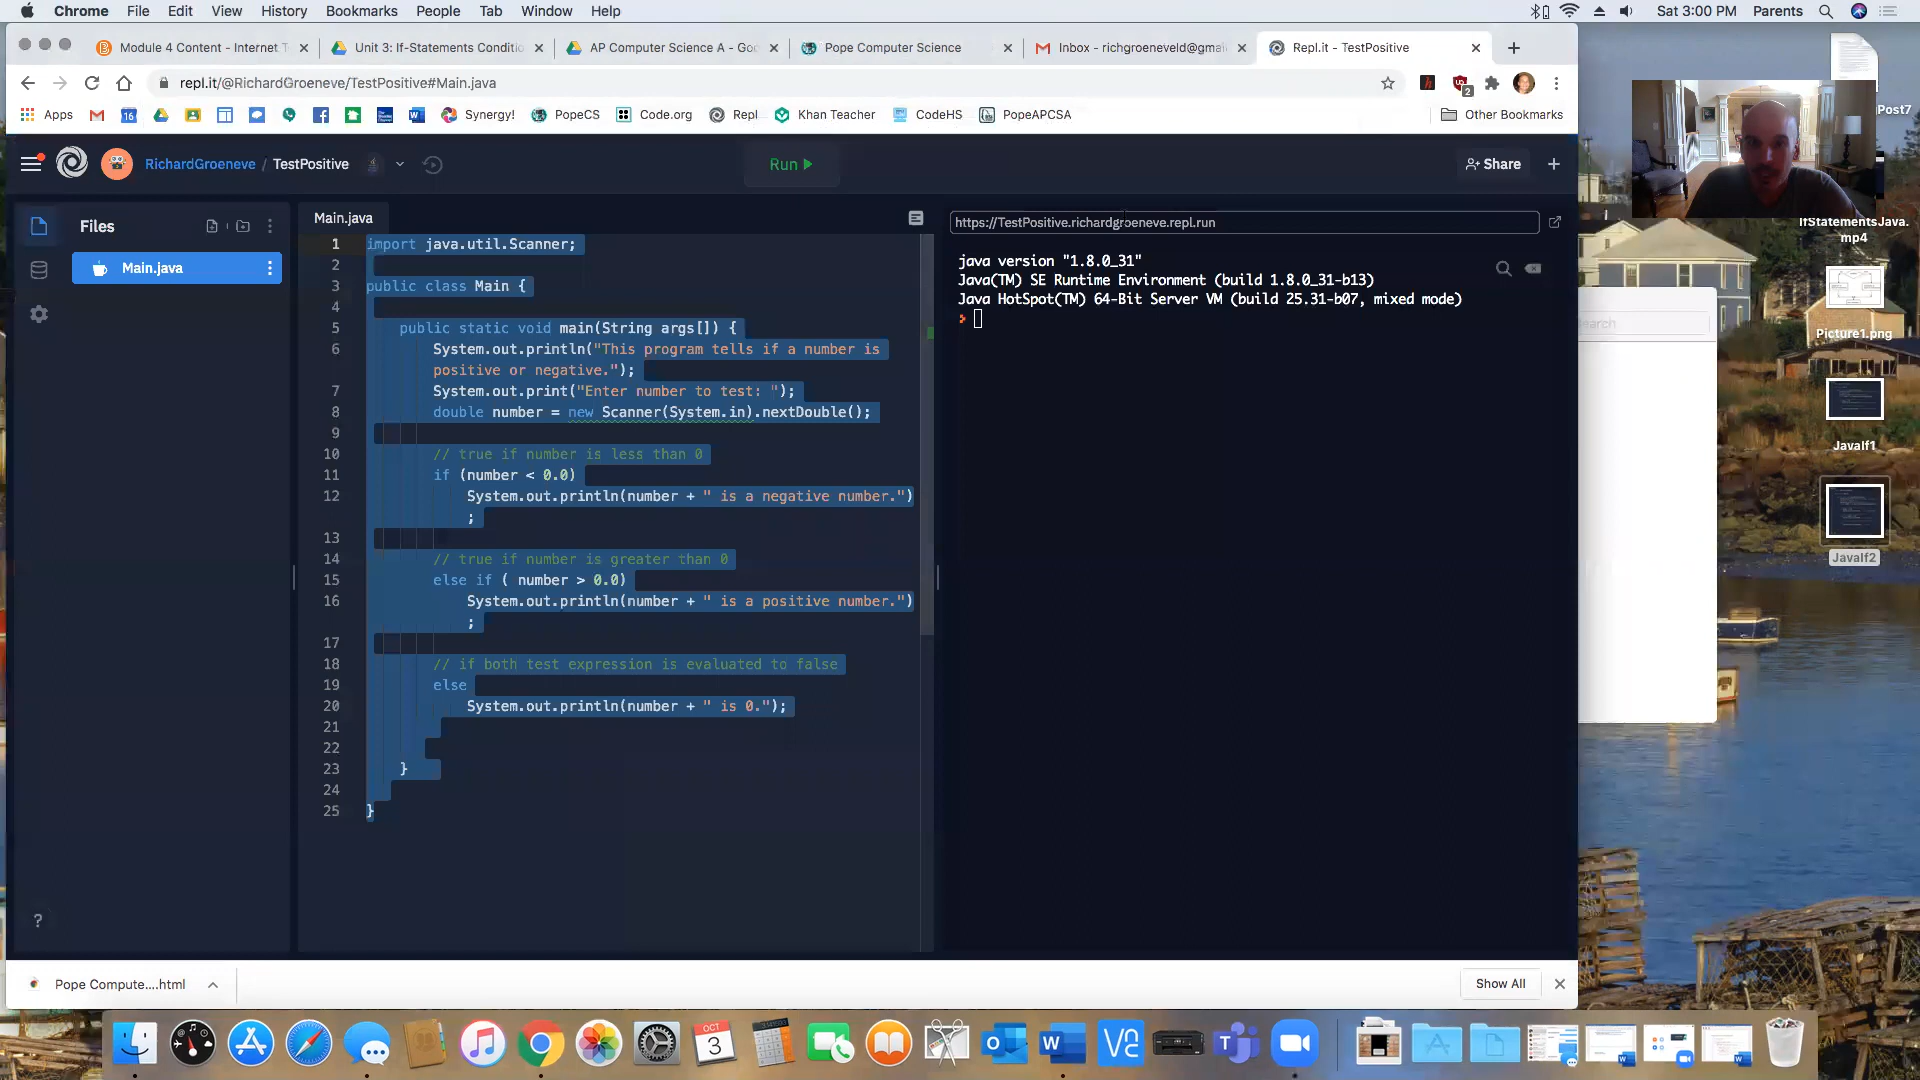 Chrome File Edit View History Bookmarks People Tab Window Help Sat 3:00 PM Parents
Module 4 Content - Internet T Unit 3: If-Statements Conditio AP Computer Science A - Goo Pope Computer Science Inbox - richgroeneveld@gmai Repl.it - TestPositive
repl.it/@RichardGroeneve/TestPositive#Main.java 2
Apps 16 Synergy! PopeCS Code.org Repl Khan Teacher CodeHS PopeAPCSA Other Bookmarks
RichardGroeneve / TestPositive Run Share
Files
Main.java
Main.java
https://TestPositive.richardgroeneve.repl.run
1 import java.util.Scanner;
2
3 public class Main {
4
5 public static void main(String args[]) {
6 System.out.println("This program tells if a number is
positive or negative.");
7 System.out.print("Enter number to test: ");
8 double number = new Scanner(System.in).nextDouble();
9
10 // true if number is less than 0
11 if (number < 0.0)
12 System.out.println(number + " is a negative number.")
;
13
14 // true if number is greater than 0
15 else if ( number > 0.0)
16 System.out.println(number + " is a positive number.")
;
17
18 // if both test expression is evaluated to false
19 else
20 System.out.println(number + " is 0.");
21
22
23 }
24
25 }
java version "1.8.0_31"
Java(TM) SE Runtime Environment (build 1.8.0_31-b13)
Java HotSpot(TM) 64-Bit Server VM (build 25.31-b07, mixed mode)
gPost7
IfStatementsJava.
mp4
earch
Picture1.png
JavaIf1
JavaIf2
?
Pope Compute....html Show All
OCT
3